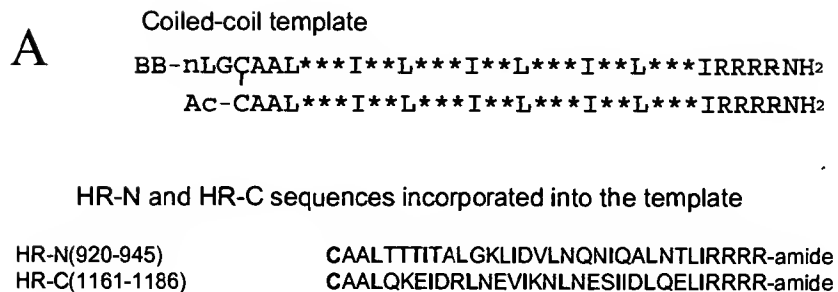 A
Coiled-coil template
BB-nLGCAAL***I**L***I**L***I**L***IRRRRNH2
Ac-CAAL***I**L***I**L***I**L***IRRRRNH2
HR-N and HR-C sequences incorporated into the template
HR-N(920-945) CAALTTTITALGKLIDVLNQNIQALNTLIRRRR-amide
HR-C(1161-1186) CAALQKEIDRLNEVIKNLNESIIDLQELIRRRR-amide